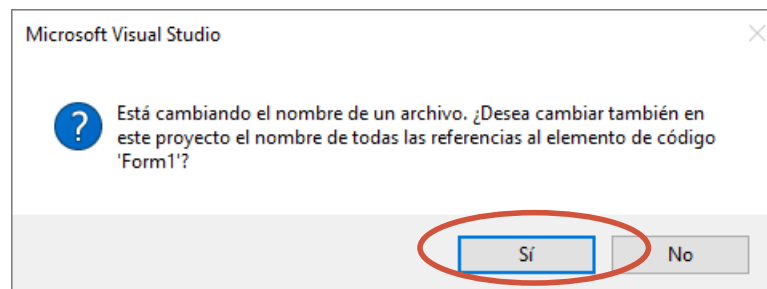 Microsoft Visual Studio
Está cambiando el nombre de un archivo. ¿Desea cambiar también en
este proyecto el nombre de todas las referencias al elemento de código
'Form1'?
Sí
No